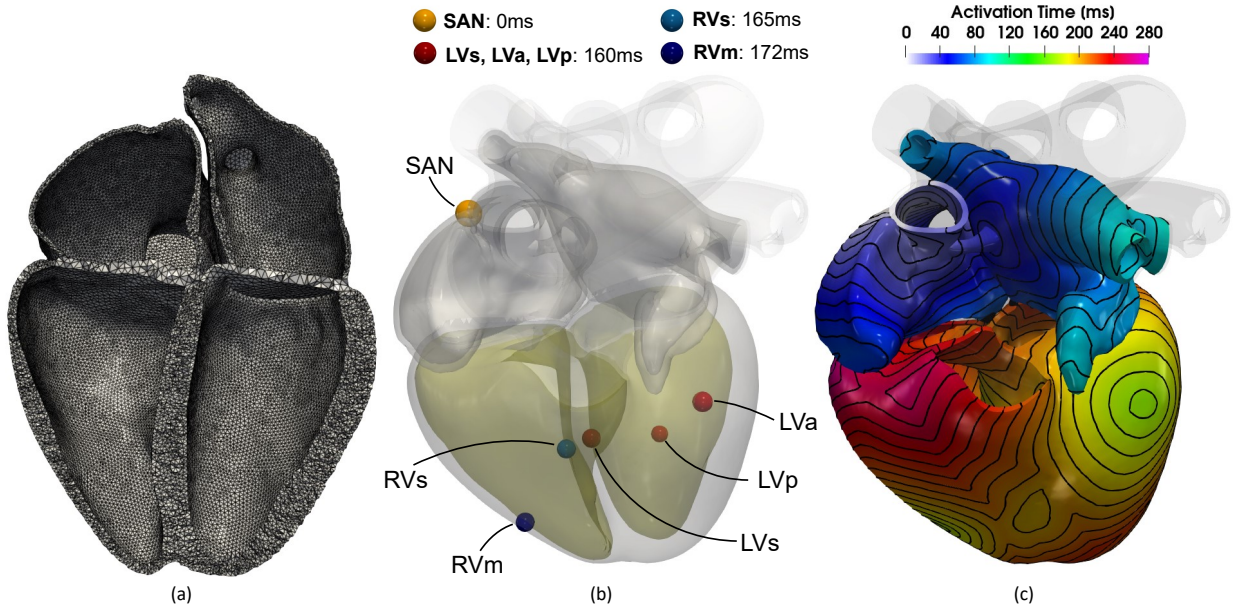 SAN: 0ms
LVs, LVa, LVp: 160ms
RVs: 165ms
RVm: 172ms
Activation Time (ms)
0 40 80 120 160 200 240 280
SAN
LVa
RVs
LVp
LVs
RVm
(a)
(b)
(c)